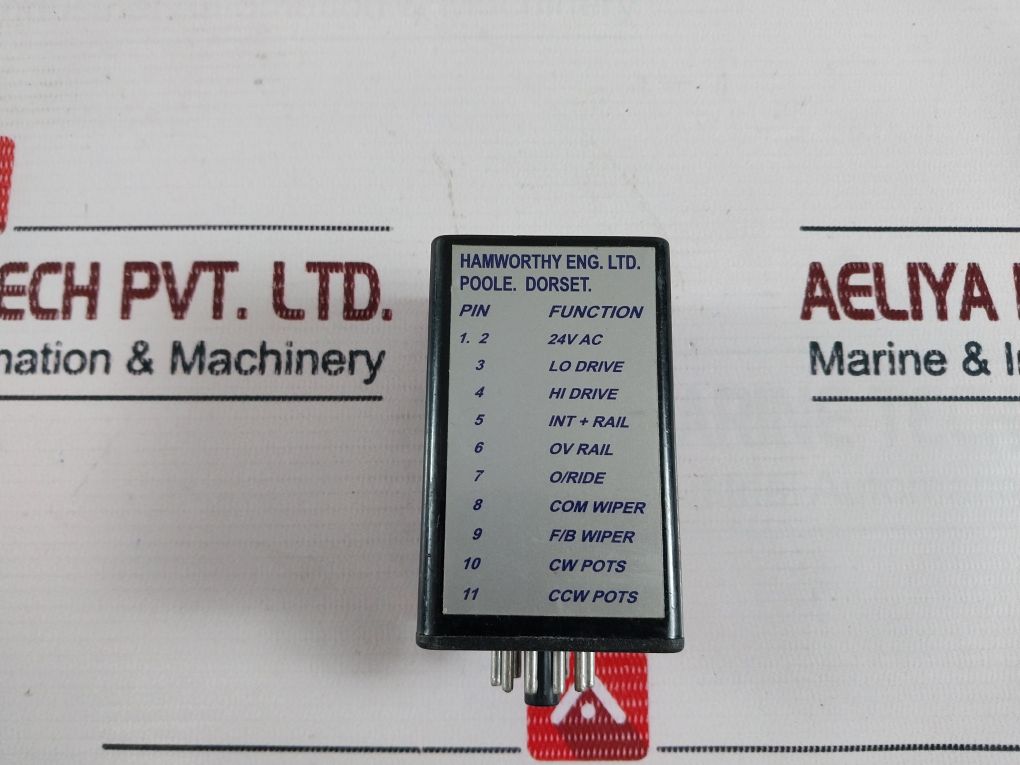 HAMWORTHY ENG. LTD.
POOLE. DORSET.
PIN FUNCTION
1. 2 24V AC
3 LO DRIVE
4 HI DRIVE
5 INT + RAIL
6 OV RAIL
7 O/RIDE
8 COM WIPER
9 F/B WIPER
10 CW POTS
11 CCW POTS
ECH PVT. LTD.
nation & Machinery
AELIYA
Marine & I